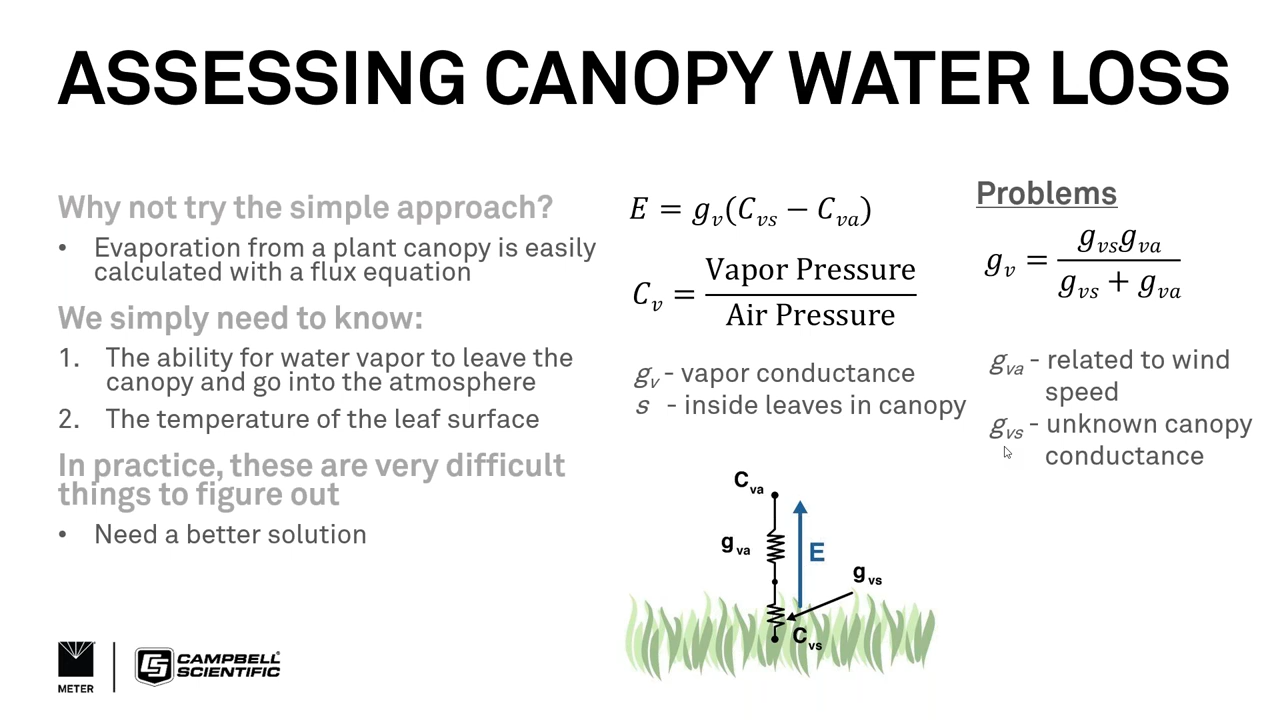 ASSESSING CANOPY WATER LOSS
Why not try the simple approach?
• Evaporation from a plant canopy is easily
calculated with a flux equation
We simply need to know:
1. The ability for water vapor to leave the
canopy and go into the atmosphere
2. The temperature of the leaf surface
In practice, these are very difficult
things to figure out
• Need a better solution
E = g_v(C_vs − C_va)
C_v = Vapor Pressure / Air Pressure
g_v - vapor conductance
s - inside leaves in canopy
C_va
g_va
E
g_vs
C_vs
Problems
g_v = g_vs g_va / g_vs + g_va
g_va - related to wind
speed
g_vs - unknown canopy
conductance
METER
CAMPBELL
SCIENTIFIC